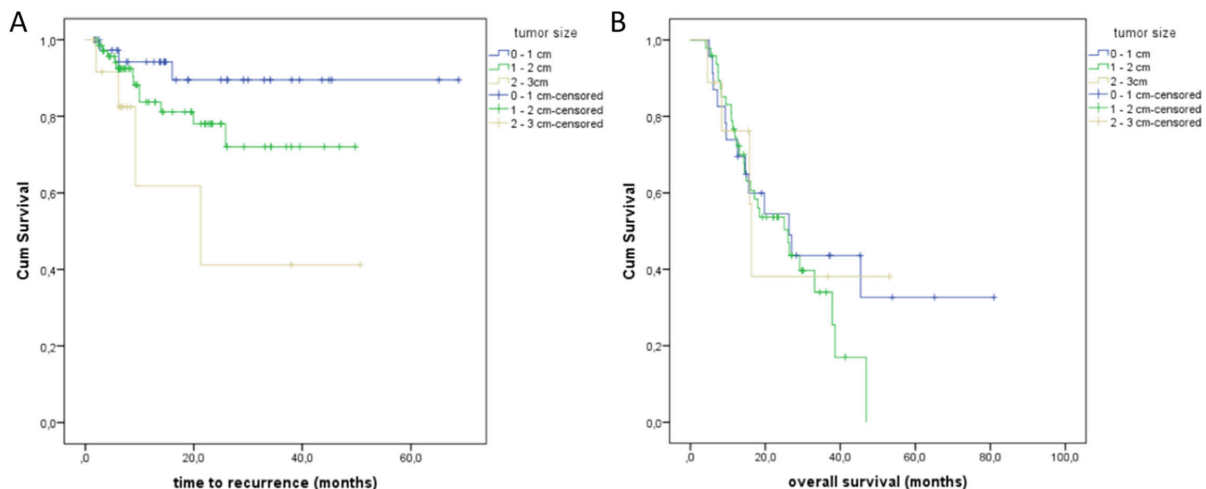 A
tumor size
0 - 1 cm
1 - 2 cm
2 - 3cm
0 - 1 cm-censored
1 - 2 cm-censored
2 - 3 cm-censored
Cum Survival
1,0
0,8
0,6
0,4
0,2
0,0
,0
20,0
40,0
60,0
time to recurrence (months)
B
tumor size
0 - 1 cm
1 - 2 cm
2 - 3cm
0 - 1 cm-censored
1 - 2 cm-censored
2 - 3 cm-censored
Cum Survival
1,0
0,8
0,6
0,4
0,2
0,0
,0
20,0
40,0
60,0
80,0
100,0
overall survival (months)